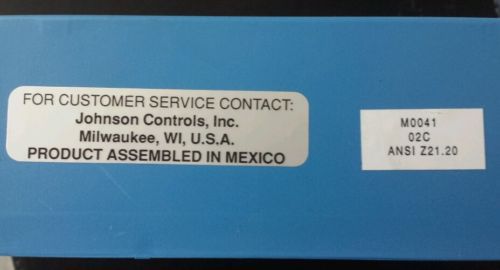 FOR CUSTOMER SERVICE CONTACT:
Johnson Controls, Inc.
Milwaukee, WI, U.S.A.
PRODUCT ASSEMBLED IN MEXICO
M0041
02C
ANSI Z21.20